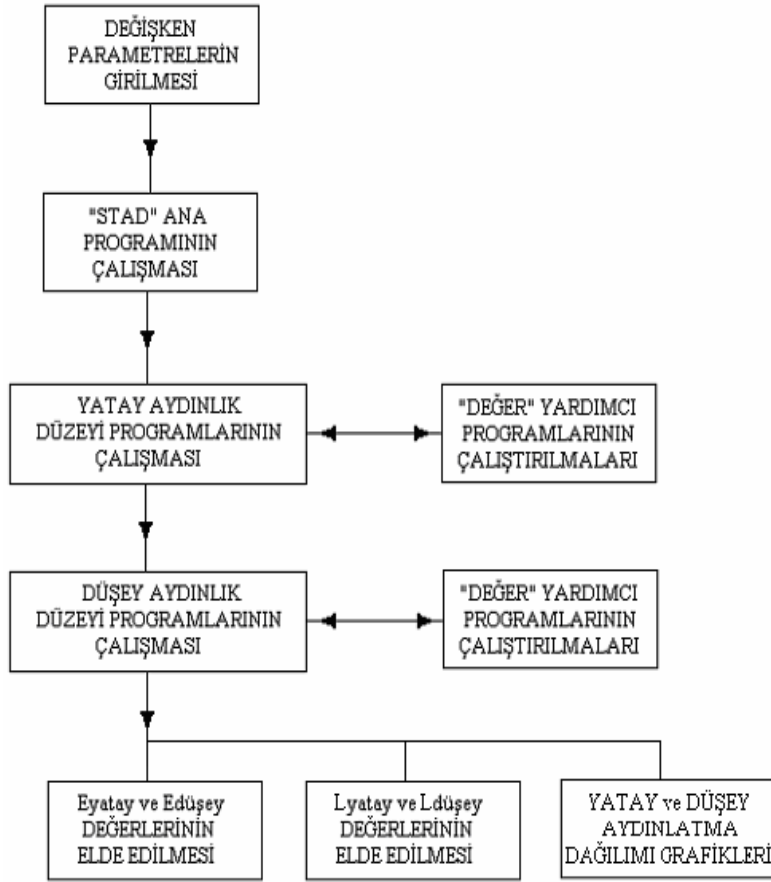 DEĞİŞKEN
PARAMETRELERİN
GİRİLMESİ
"STAD" ANA
PROGRAMININ
ÇALIŞMASI
YATAY AYDINLIK
DÜZEYİ PROGRAMLARININ
ÇALIŞMASI
"DEĞER" YARDIMCI
PROGRAMLARININ
ÇALIŞTIRILMALARI
DÜŞEY AYDINLIK
DÜZEYİ PROGRAMLARININ
ÇALIŞMASI
"DEĞER" YARDIMCI
PROGRAMLARININ
ÇALIŞTIRILMALARI
Eyatay ve Edüşey
DEĞERLERİNİN
ELDE EDİLMESİ
Lyatay ve Ldüşey
DEĞERLERİNİN
ELDE EDİLMESİ
YATAY ve DÜŞEY
AYDINLATMA
DAĞILIMI GRAFİKLERİ